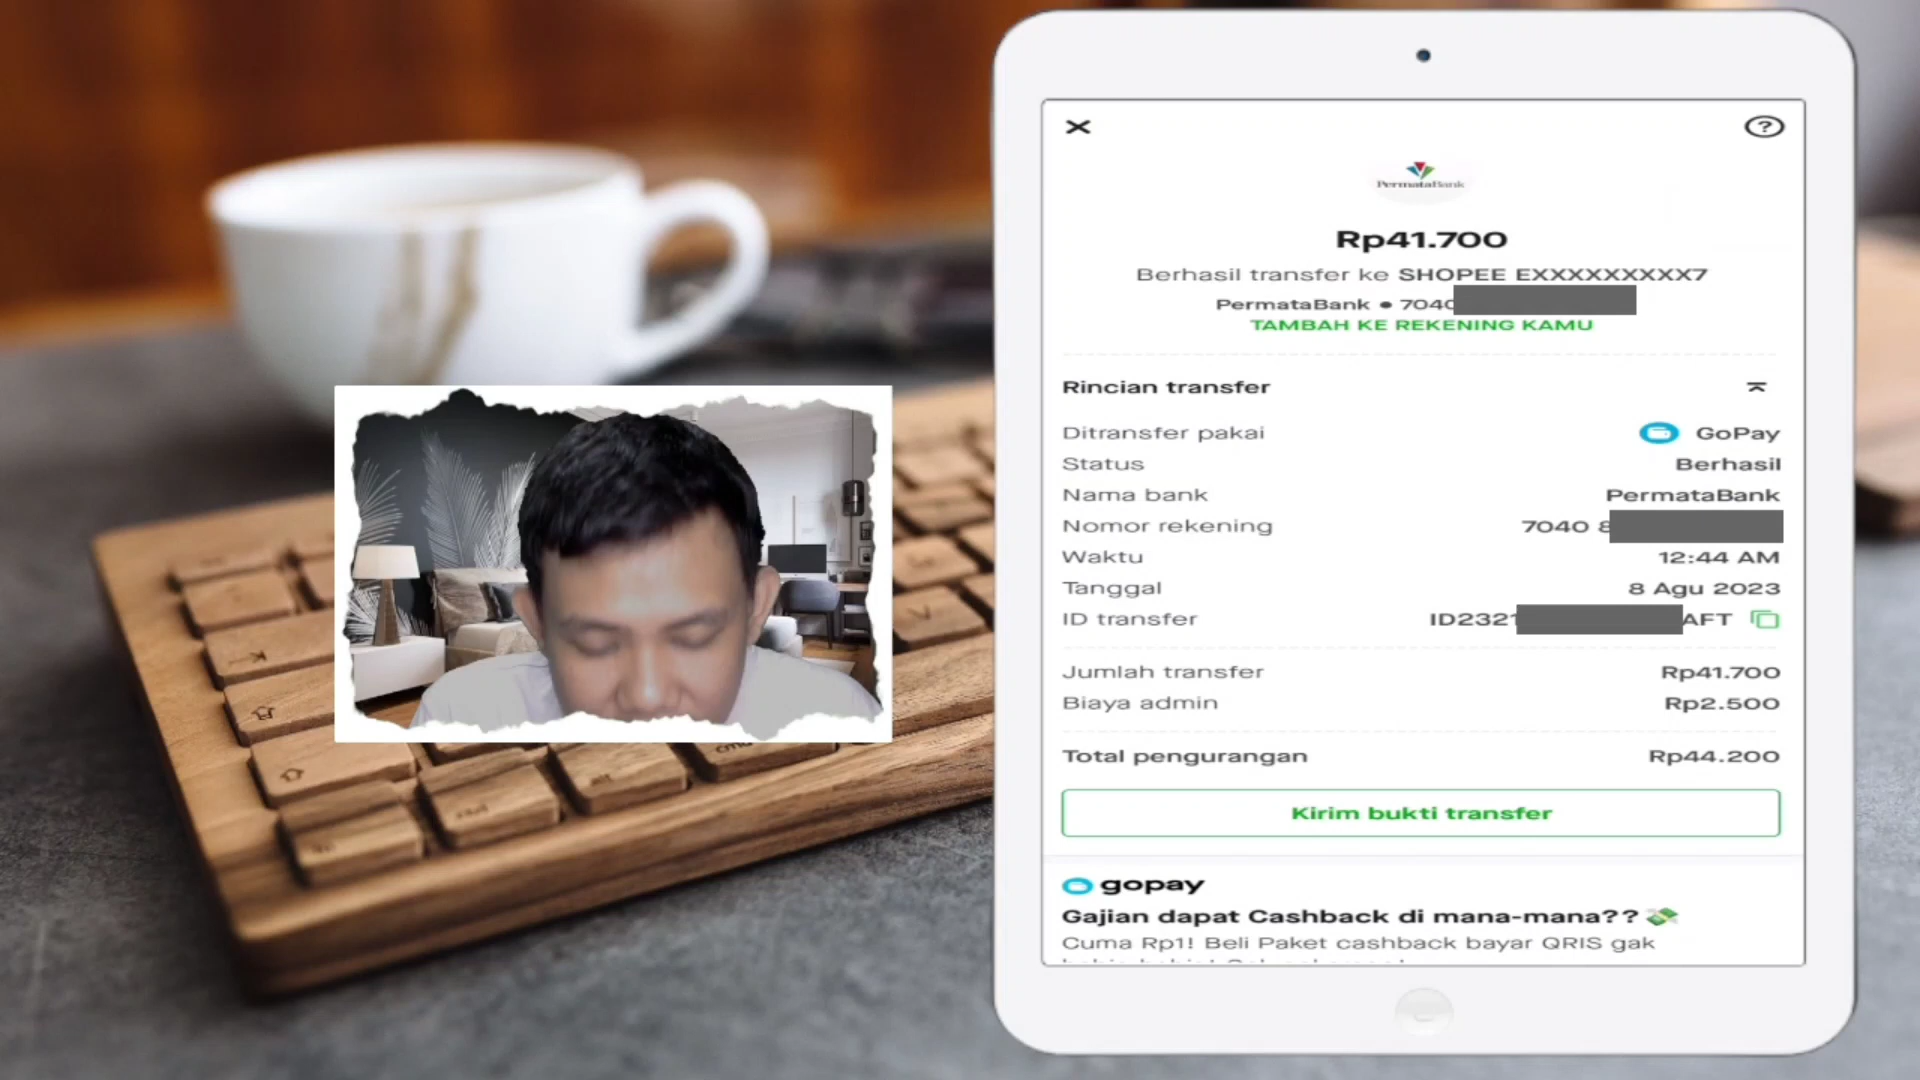 PermataBank
Rp41.700
Berhasil transfer ke SHOPEE EXXXXXXXXX7
PermataBank • 7040
TAMBAH KE REKENING KAMU
Rincian transfer
Ditransfer pakai GoPay
Status Berhasil
Nama bank PermataBank
Nomor rekening 7040 8
Waktu 12:44 AM
Tanggal 8 Agu 2023
ID transfer ID2321 AFT
Jumlah transfer Rp41.700
Biaya admin Rp2.500
Total pengurangan Rp44.200
Kirim bukti transfer
gopay
Gajian dapat Cashback di mana-mana??
Cuma Rp1! Beli Paket cashback bayar QRIS gak